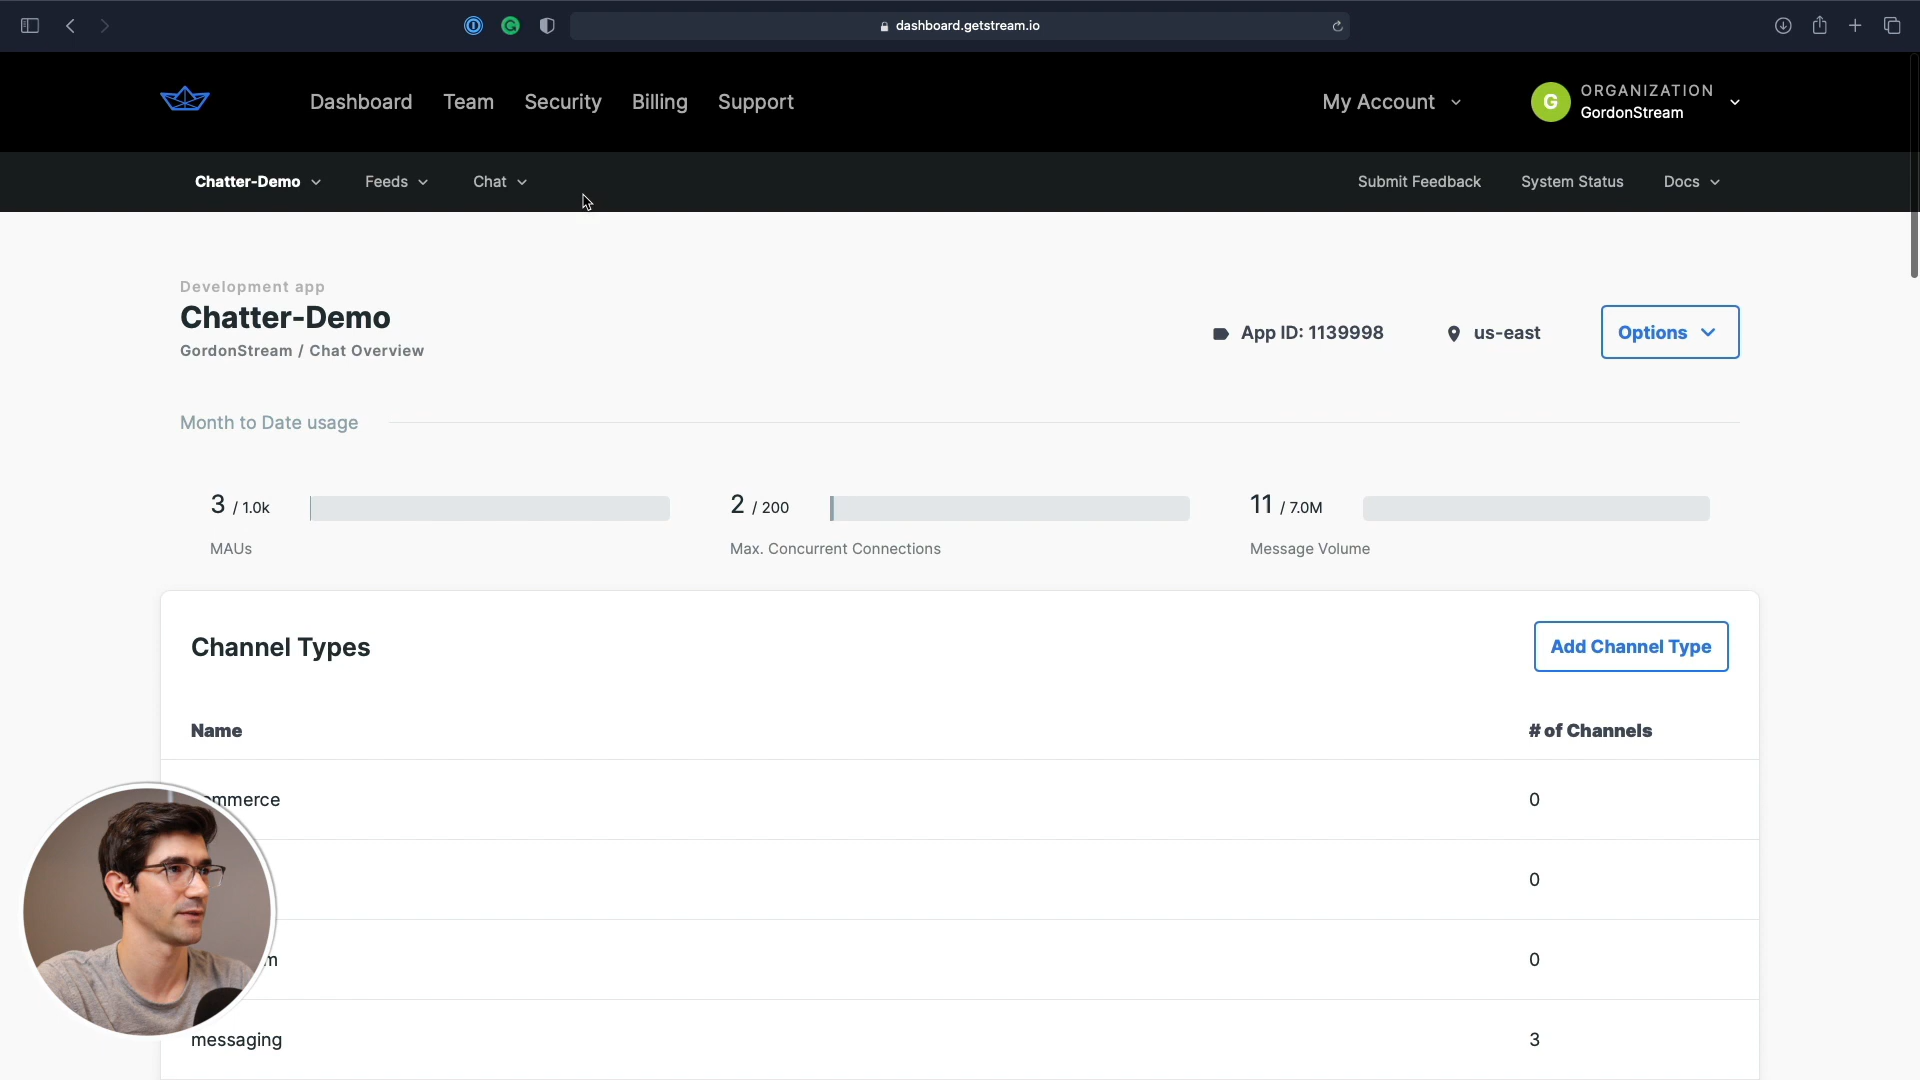 dashboard.getstream.io
Dashboard Team Security Billing Support My Account
ORGANIZATION
G GordonStream
Chatter-Demo Feeds Chat Submit Feedback System Status Docs
Development app
Chatter-Demo
GordonStream / Chat Overview
App ID: 1139998 us-east Options
Month to Date usage
3 / 1.0k 2 / 200 11 / 7.0M
MAUs Max. Concurrent Connections Message Volume
Channel Types Add Channel Type
Name # of Channels
ommerce 0
0
m 0
messaging 3